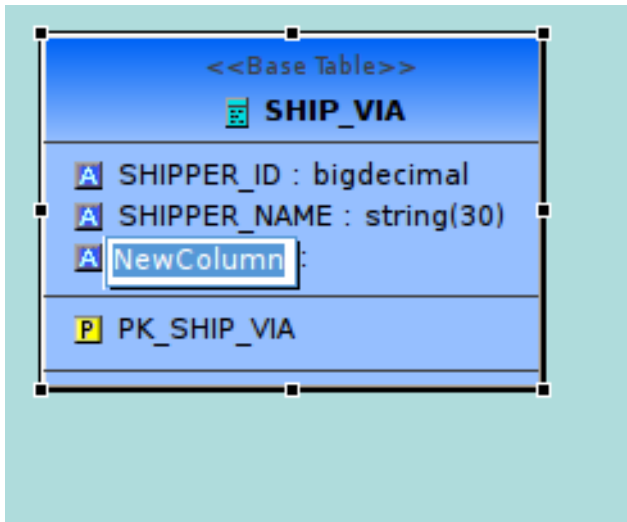 <<Base Table>>
SHIP_VIA
A SHIPPER_ID : bigdecimal
A SHIPPER_NAME : string(30)
A NewColumn :
P PK_SHIP_VIA